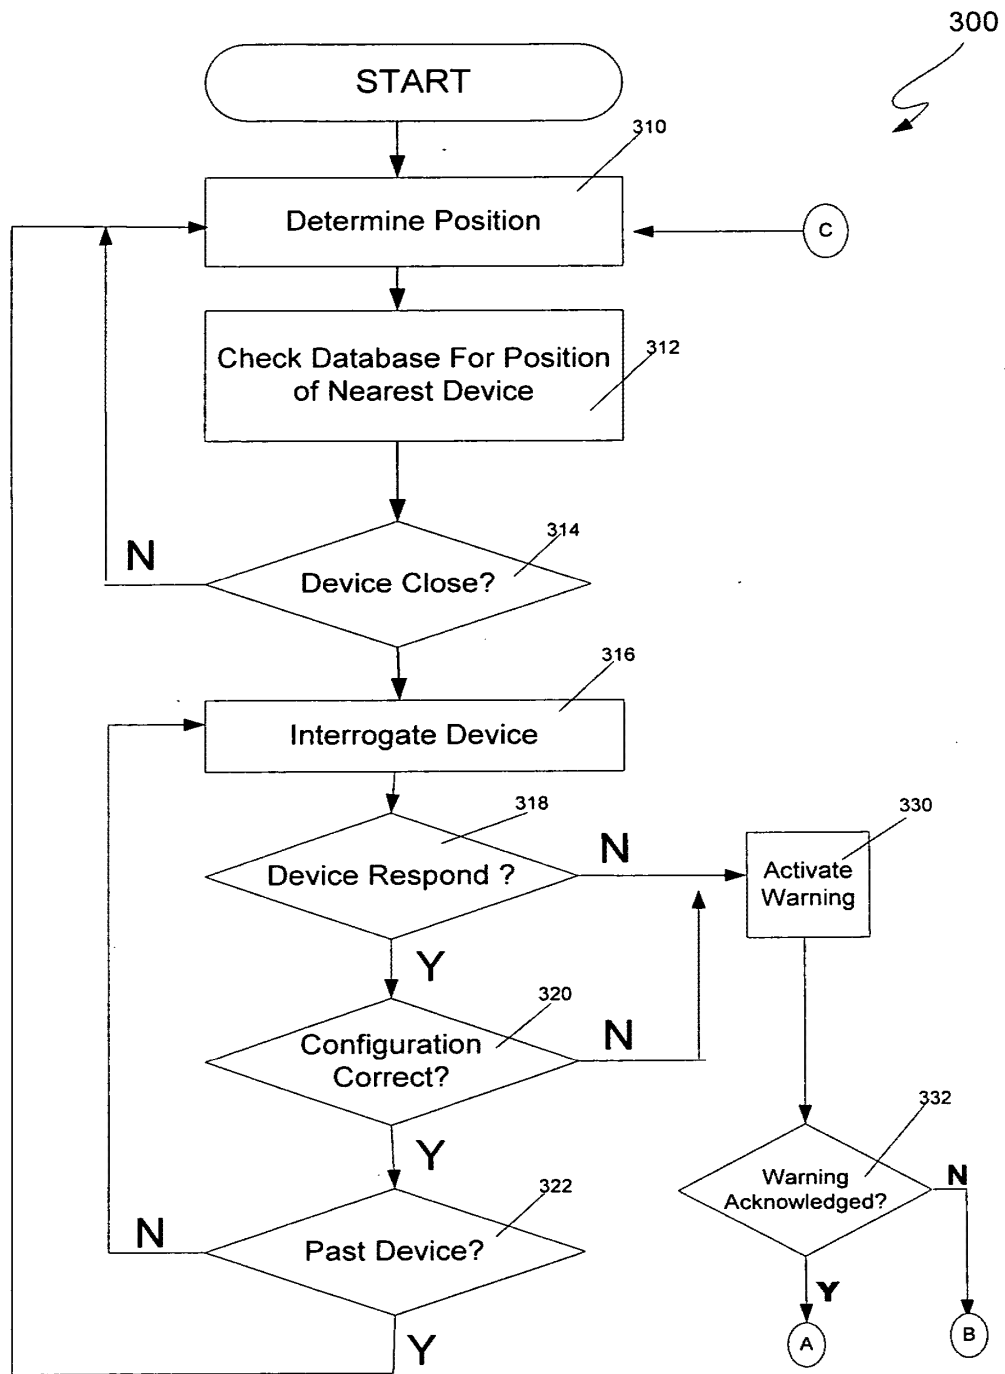 300
START
310
Determine Position
C
Check Database For Position
of Nearest Device
312
314
N
Device Close?
316
Interrogate Device
318
N
Device Respond ?
330
Activate
Warning
Y
320
N
Configuration
Correct?
332
Y
Warning
Acknowledged?
N
322
N
Past Device?
Y
Y
A
B